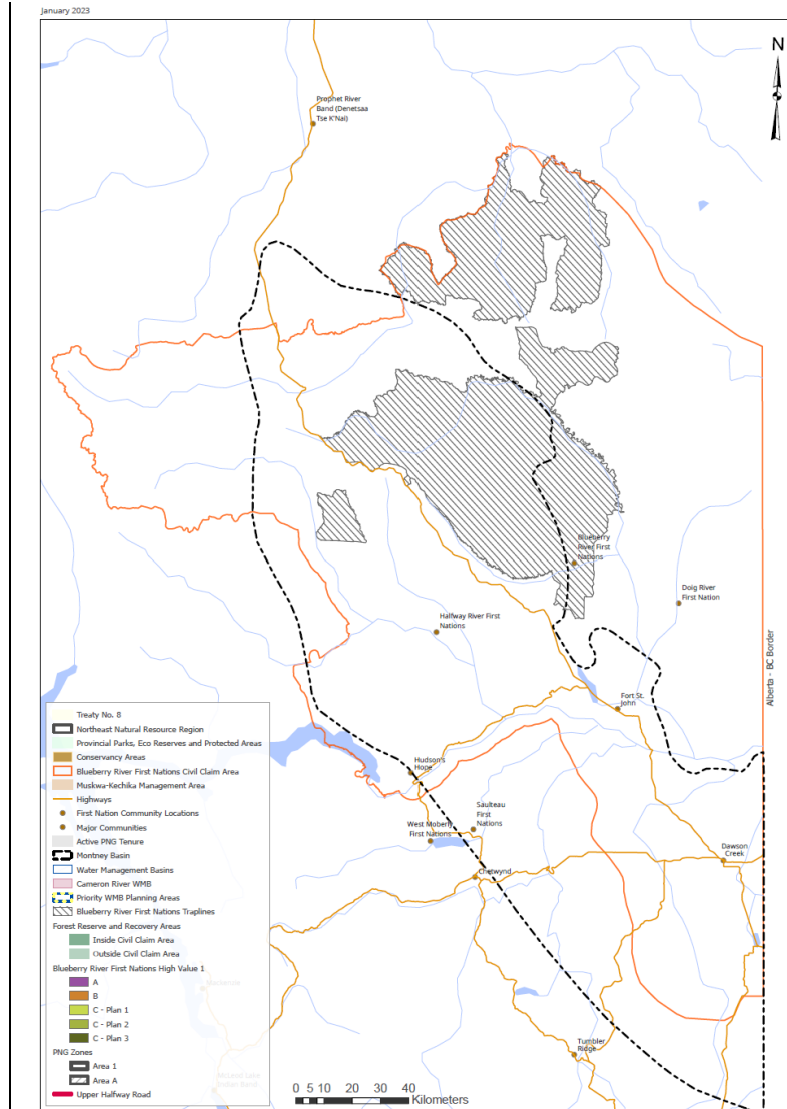 January 2023
N
Prophet River
Band (Denetsaa
Tse K'Nai)
Blueberry
River First
Nations
Doig River
First Nation
Halfway River First
Nations
Alberta - BC Border
Fort St.
John
Hudson's
Hope
Saulteau
First
Nations
West Moberly
First Nations
Dawson
Creek
Chetwynd
Tumbler
Ridge
Mackenzie
McLeod Lake
Indian Band
Treaty No. 8
Northeast Natural Resource Region
Provincial Parks, Eco Reserves and Protected Areas
Conservancy Areas
Blueberry River First Nations Civil Claim Area
Muskwa-Kechika Management Area
Highways
First Nation Community Locations
Major Communities
Active PNG Tenure
Montney Basin
Water Management Basins
Cameron River WMB
Priority WMB Planning Areas
Blueberry River First Nations Traplines
Forest Reserve and Recovery Areas
Inside Civil Claim Area
Outside Civil Claim Area
Blueberry River First Nations High Value 1
A
B
C - Plan 1
C - Plan 2
C - Plan 3
PNG Zones
Area 1
Area A
Upper Halfway Road
0 5 10 20 30 40
Kilometers